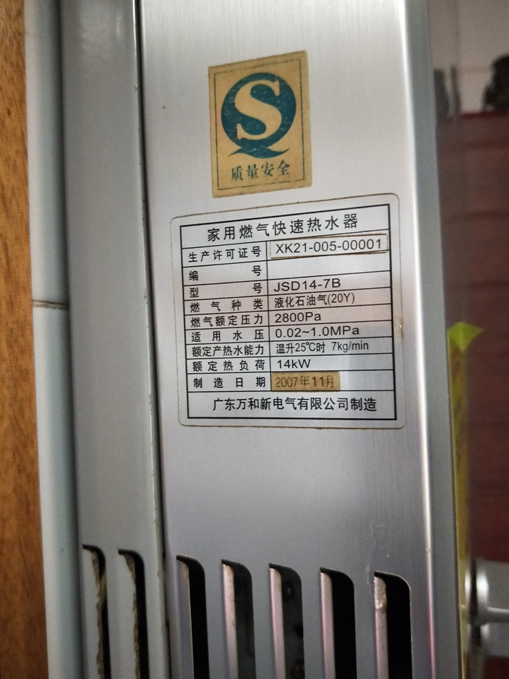 S
质量安全
家用燃气快速热水器
生产许可证号 XK21-005-00001
编号
型号 JSD14-7B
燃气种类 液化石油气(20Y)
燃气额定压力 2800Pa
适用水压 0.02~1.0MPa
额定产热水能力 温升25℃时 7kg/min
额定热负荷 14kW
制造日期 2007年11月
广东万和新电气有限公司制造